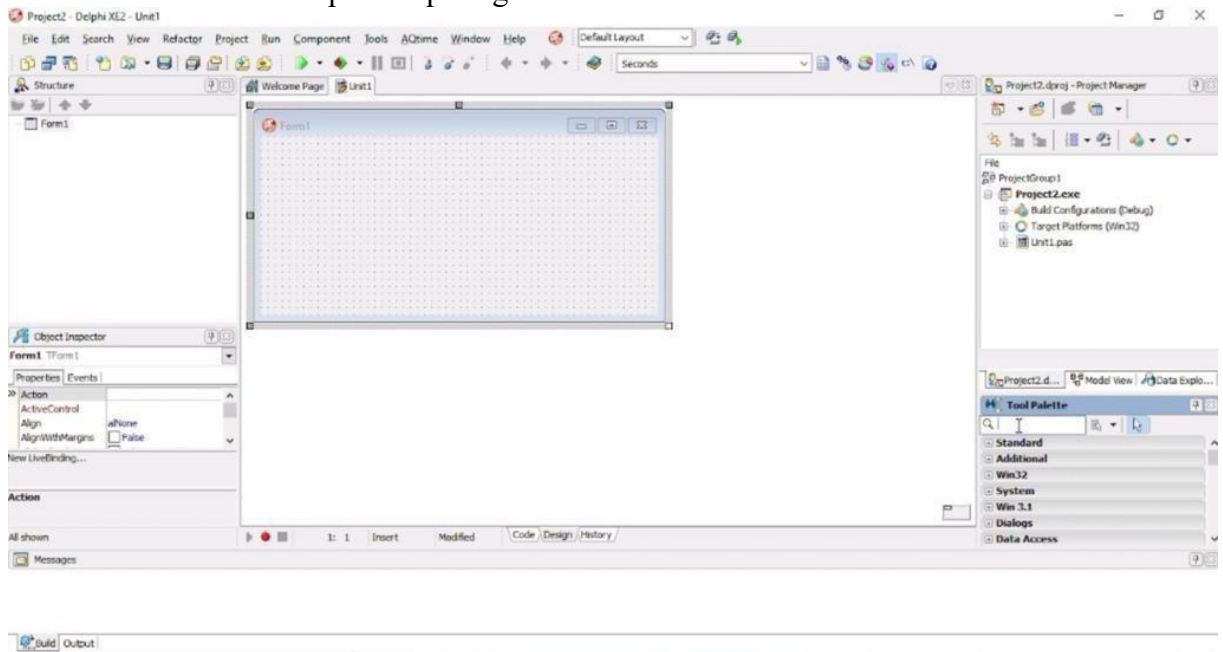 Project2 - Delphi XE2 - Unit1
File Edit Search View Refactor Project Run Component Tools AQtime Window Help Default Layout
Seconds
Structure
Form1
Welcome Page Unit1
Form1
Project2.dproj - Project Manager
File
ProjectGroup1
Project2.exe
Build Configurations (Debug)
Target Platforms (Win32)
Unit1.pas
Object Inspector
Form1 TForm1
Properties Events
Action
ActiveControl
Align alNone
AlignWithMargins False
New LiveBinding...
Action
All shown
Project2.d... Model View Data Explo...
Tool Palette
Standard
Additional
Win32
System
Win 3.1
Dialogs
Data Access
1: 1 Insert Modified Code Design History
Messages
Build Output